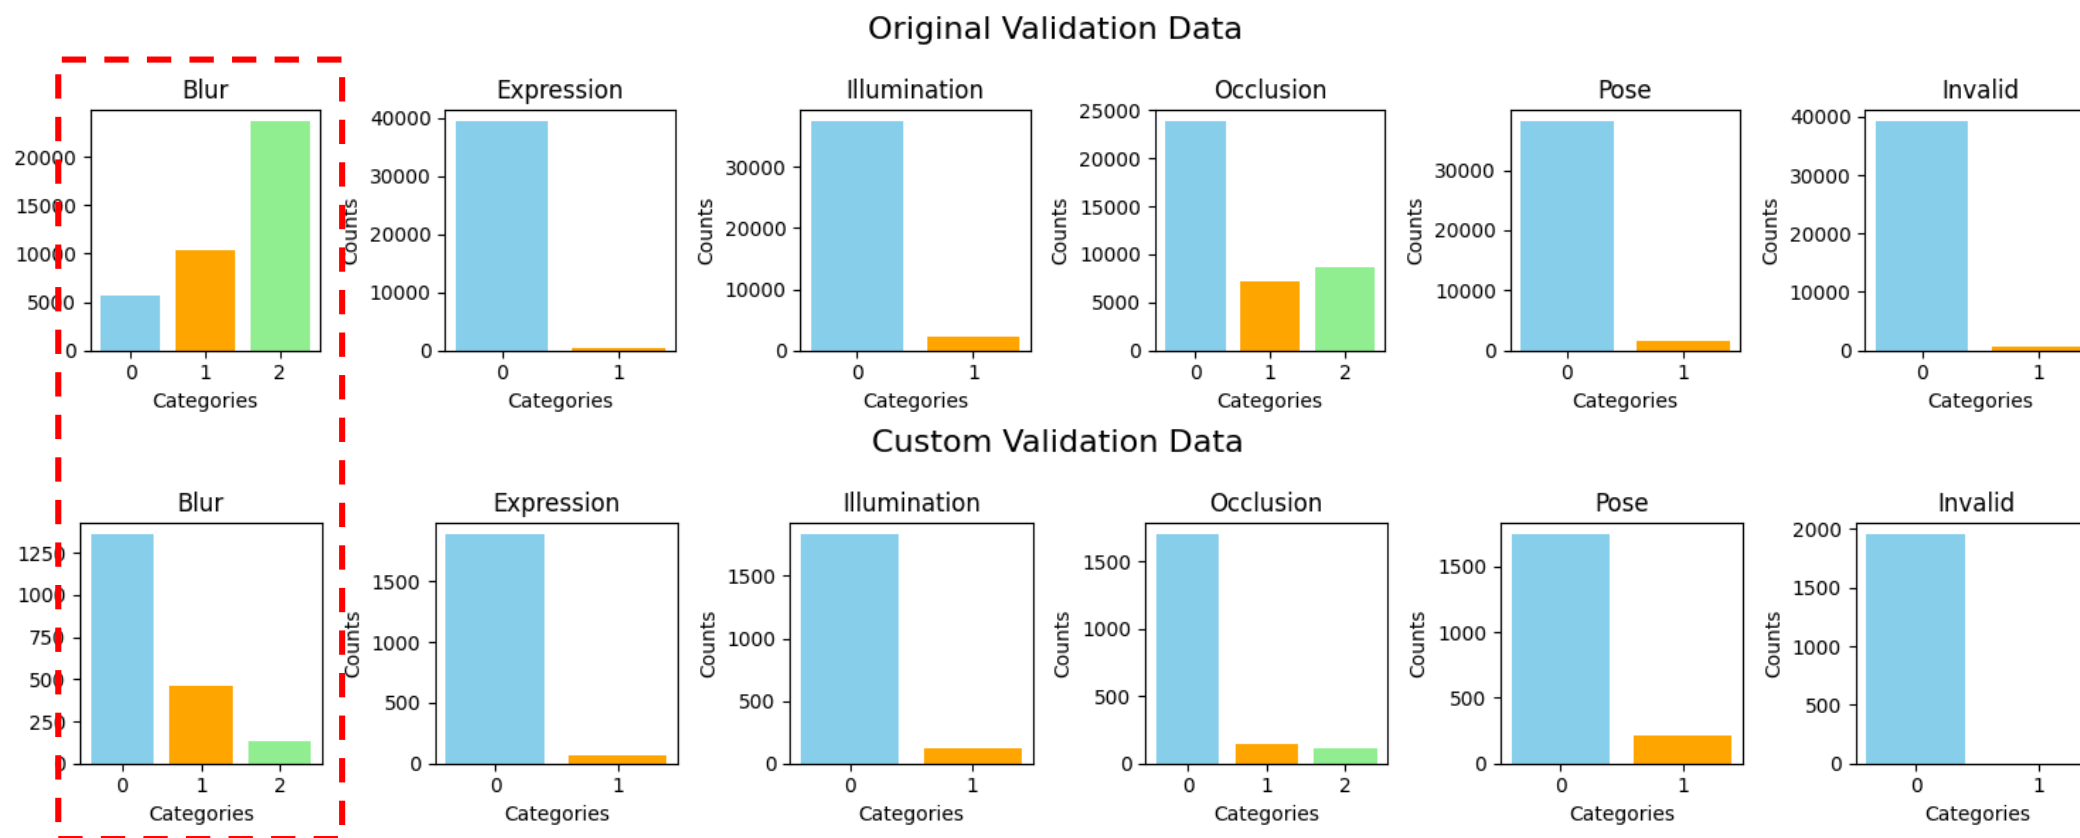 Original Validation Data
Blur Expression Illumination Occlusion Pose Invalid
20000
15000
10000
5000
0
0 1 2
Categories
Counts
40000
30000
20000
10000
0
0 1
Categories
Counts
30000
20000
10000
0
0 1
Categories
Counts
25000
20000
15000
10000
5000
0
0 1 2
Categories
Counts
30000
20000
10000
0
0 1
Categories
Counts
40000
30000
20000
10000
0
0 1
Categories
Custom Validation Data
Blur Expression Illumination Occlusion Pose Invalid
1250
1000
750
500
250
0
0 1 2
Categories
Counts
1500
1000
500
0
0 1
Categories
Counts
1500
1000
500
0
0 1
Categories
Counts
1500
1000
500
0
0 1 2
Categories
Counts
1500
1000
500
0
0 1
Categories
Counts
2000
1500
1000
500
0
0 1
Categories